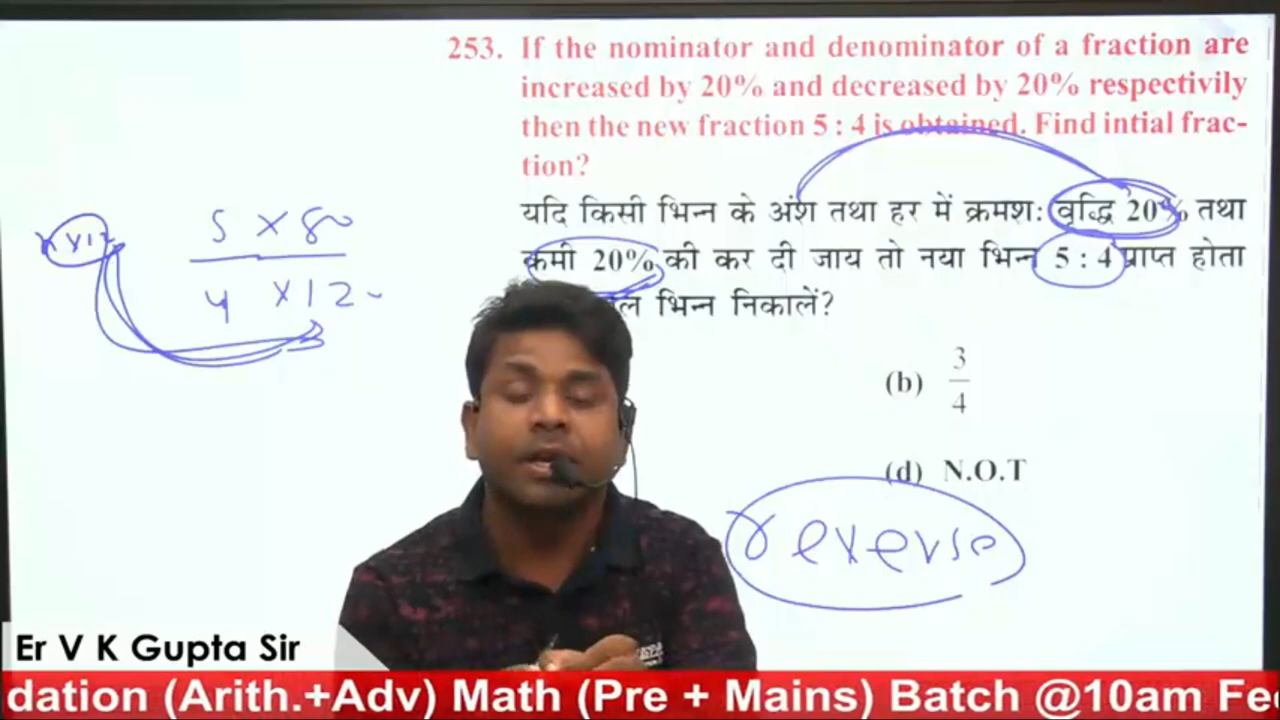 253. If the nominator and denominator of a fraction are
increased by 20% and decreased by 20% respectivily
then the new fraction 5 : 4 is obtained. Find intial frac-
tion?
यदि किसी भिन्न के अंश तथा हर में क्रमश: वृद्धि 20% तथा
कमी 20% की कर दी जाय तो नया भिन्न 5 : 4 प्राप्त होता
भिन्न निकालें?
5 × 80
4 × 120
(b) 3/4
(d) N.O.T
reverse
Er V K Gupta Sir
dation (Arith.+Adv) Math (Pre + Mains) Batch @10am Fee